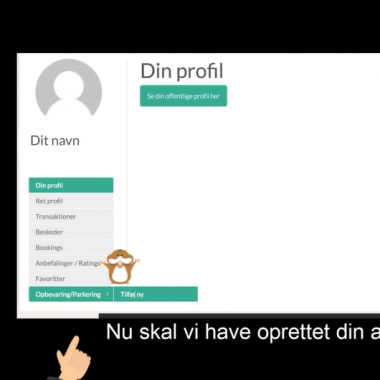 Din profil
Se din offentlige profil her
Dit navn
Din profil
Ret profil
Transaktioner
Beskeder
Bookings
Anbefalinger / Ratings
Favoritter
Opbevaring/Parkering > Tilføj ny
Nu skal vi have oprettet din a